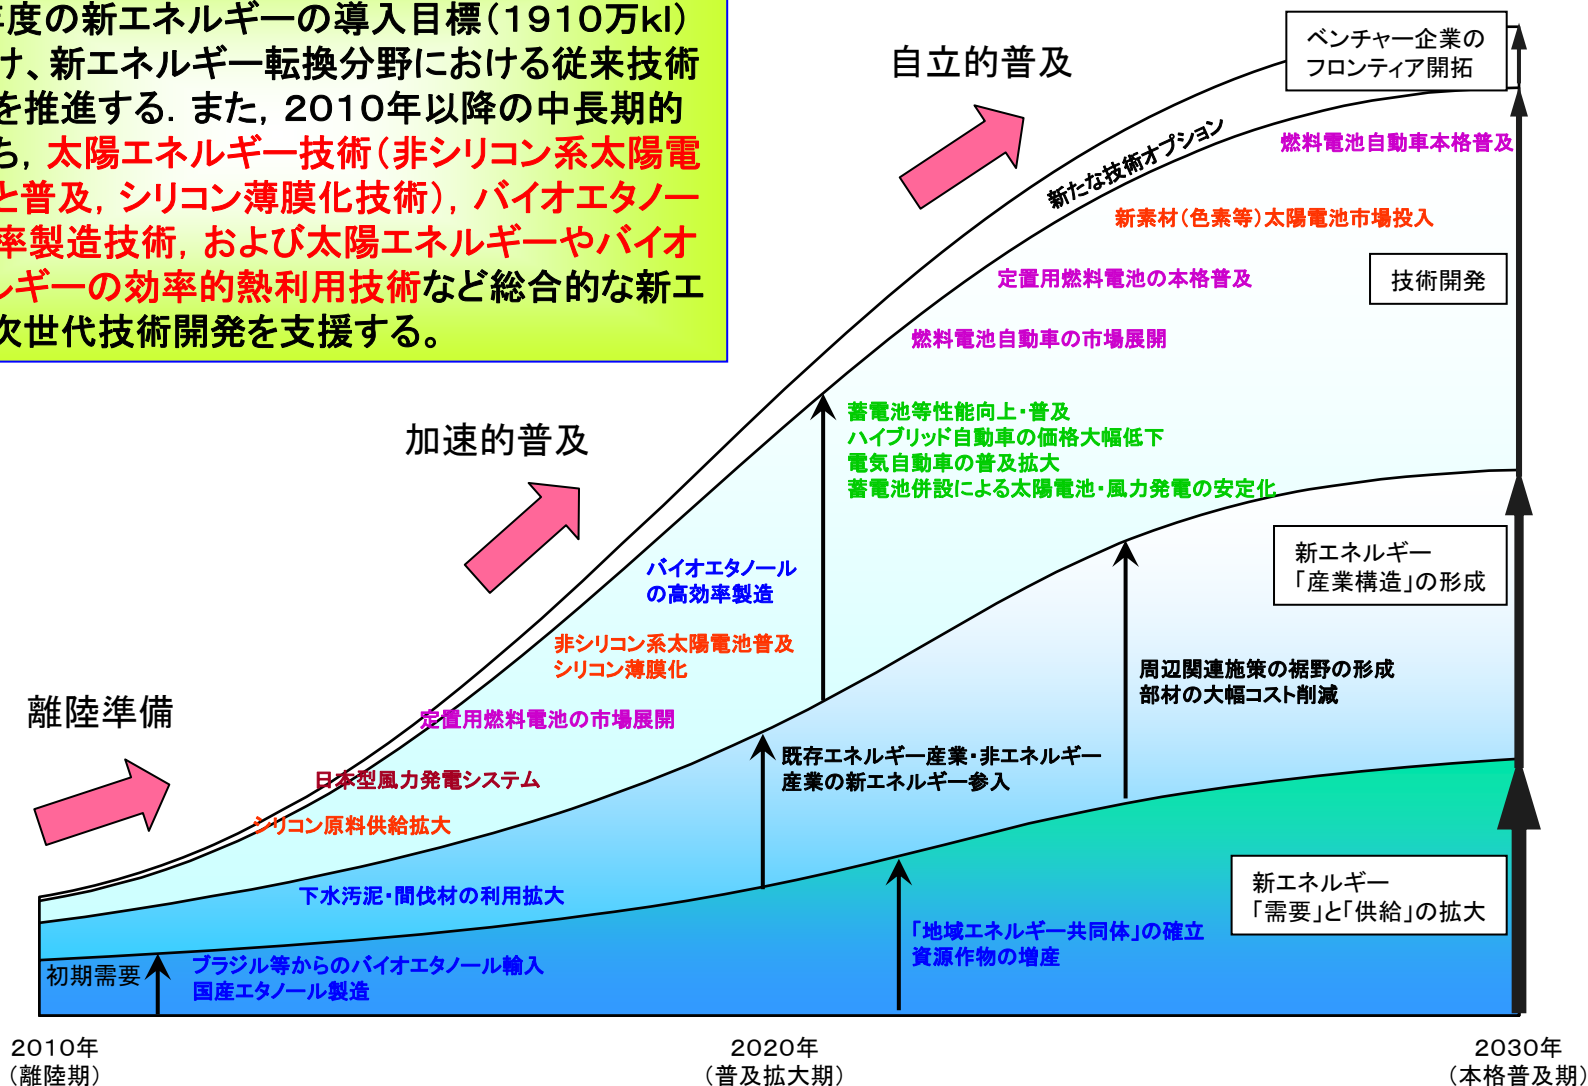 年度の新エネルギーの導入目標(1910万kl)
け、新エネルギー転換分野における従来技術
を推進する. また, 2010年以降の中長期的
ち, 太陽エネルギー技術(非シリコン系太陽電
と普及, シリコン薄膜化技術), バイオエタノー
率製造技術, および太陽エネルギーやバイオ
ルギーの効率的熱利用技術など総合的な新エ
次世代技術開発を支援する。
自立的普及
ベンチャー企業の
フロンティア開拓
新たな技術オプション
燃料電池自動車本格普及
新素材(色素等)太陽電池市場投入
定置用燃料電池の本格普及
技術開発
燃料電池自動車の市場展開
蓄電池等性能向上・普及
ハイブリッド自動車の価格大幅低下
電気自動車の普及拡大
蓄電池併設による太陽電池・風力発電の安定化
加速的普及
新エネルギー
「産業構造」の形成
バイオエタノール
の高効率製造
非シリコン系太陽電池普及
シリコン薄膜化
周辺関連施策の裾野の形成
部材の大幅コスト削減
離陸準備
定置用燃料電池の市場展開
既存エネルギー産業・非エネルギー
産業の新エネルギー参入
日本型風力発電システム
シリコン原料供給拡大
下水汚泥・間伐材の利用拡大
新エネルギー
「需要」と「供給」の拡大
「地域エネルギー共同体」の確立
資源作物の増産
初期需要
ブラジル等からのバイオエタノール輸入
国産エタノール製造
2010年
(離陸期)
2020年
(普及拡大期)
2030年
(本格普及期)